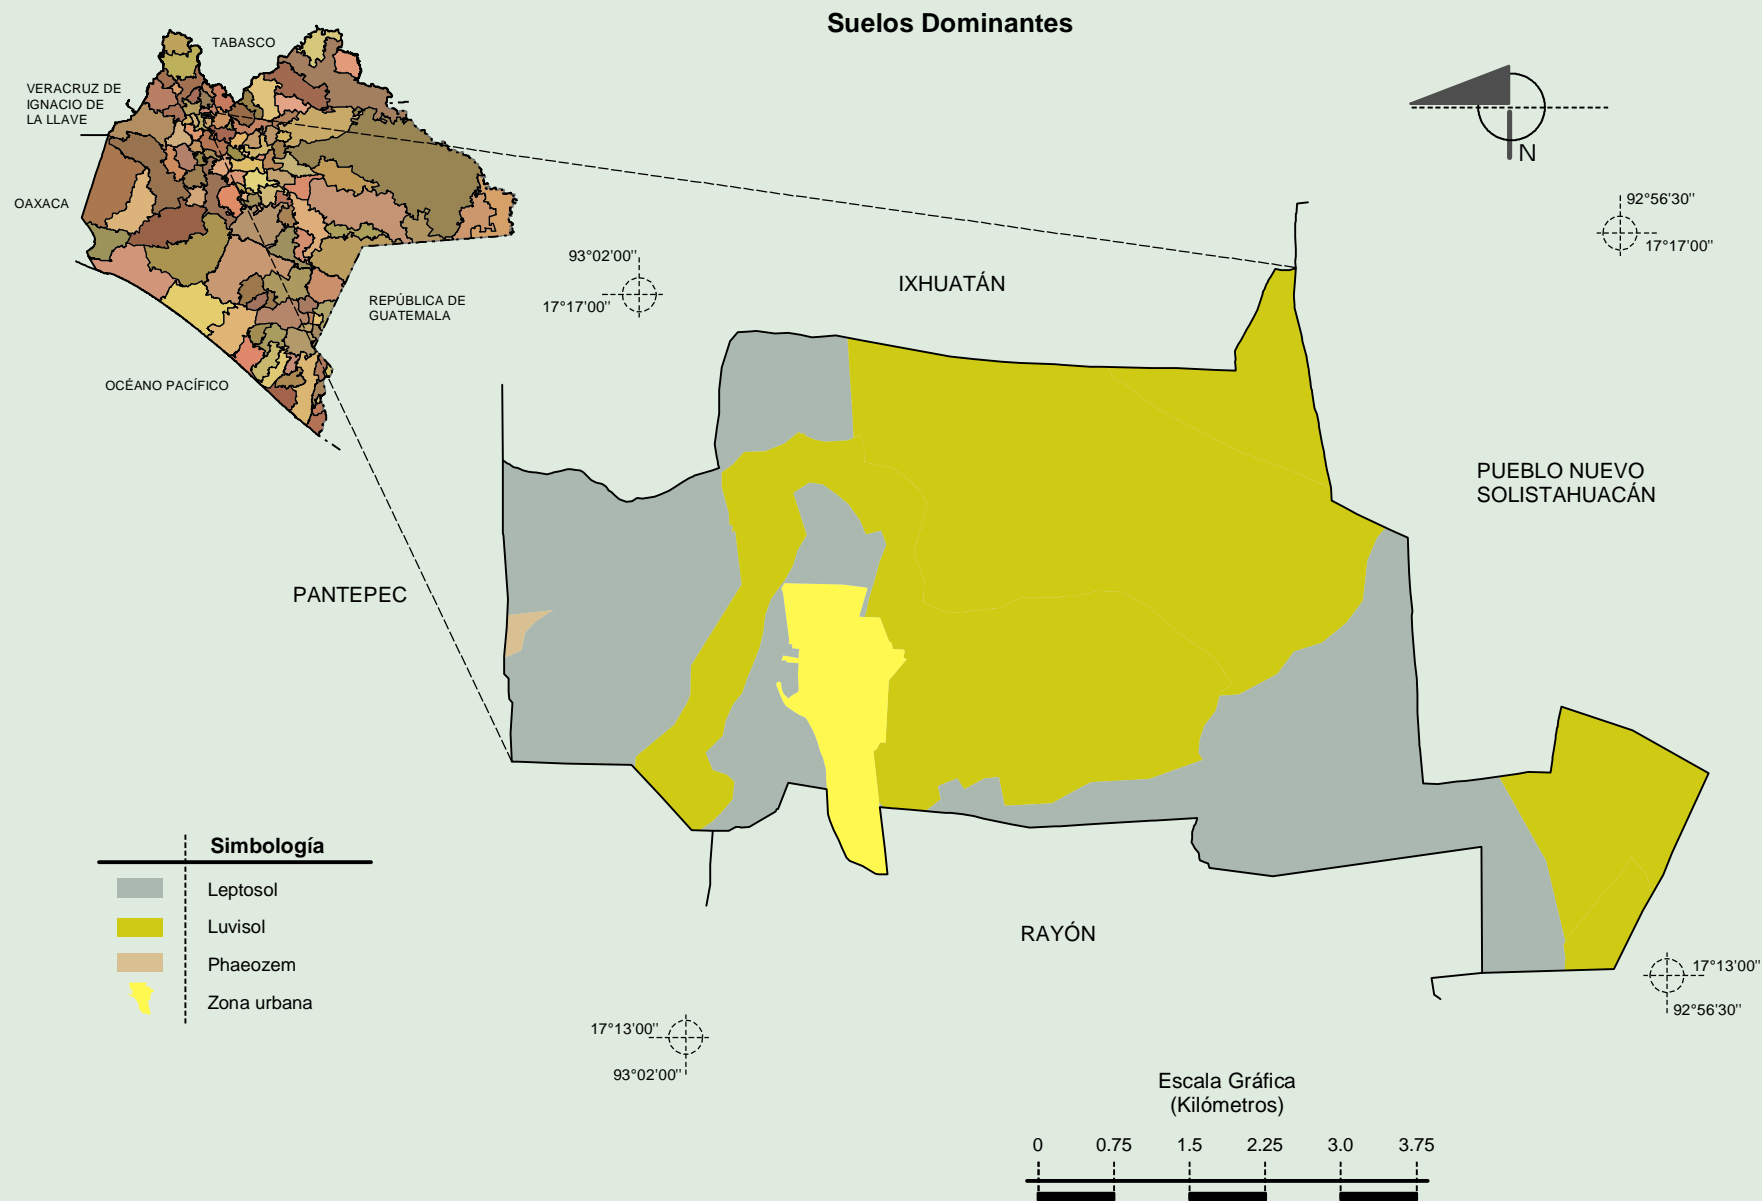 Suelos Dominantes
TABASCO
VERACRUZ DE
IGNACIO DE
LA LLAVE
OAXACA
REPÚBLICA DE
GUATEMALA
OCÉANO PACÍFICO
N
92°56'30''
17°17'00''
93°02'00''
17°17'00''
IXHUATÁN
PUEBLO NUEVO
SOLISTAHUACÁN
PANTEPEC
RAYÓN
Simbología
Leptosol
Luvisol
Phaeozem
Zona urbana
17°13'00''
92°56'30''
17°13'00''
93°02'00''
Escala Gráfica
(Kilómetros)
0 0.75 1.5 2.25 3.0 3.75